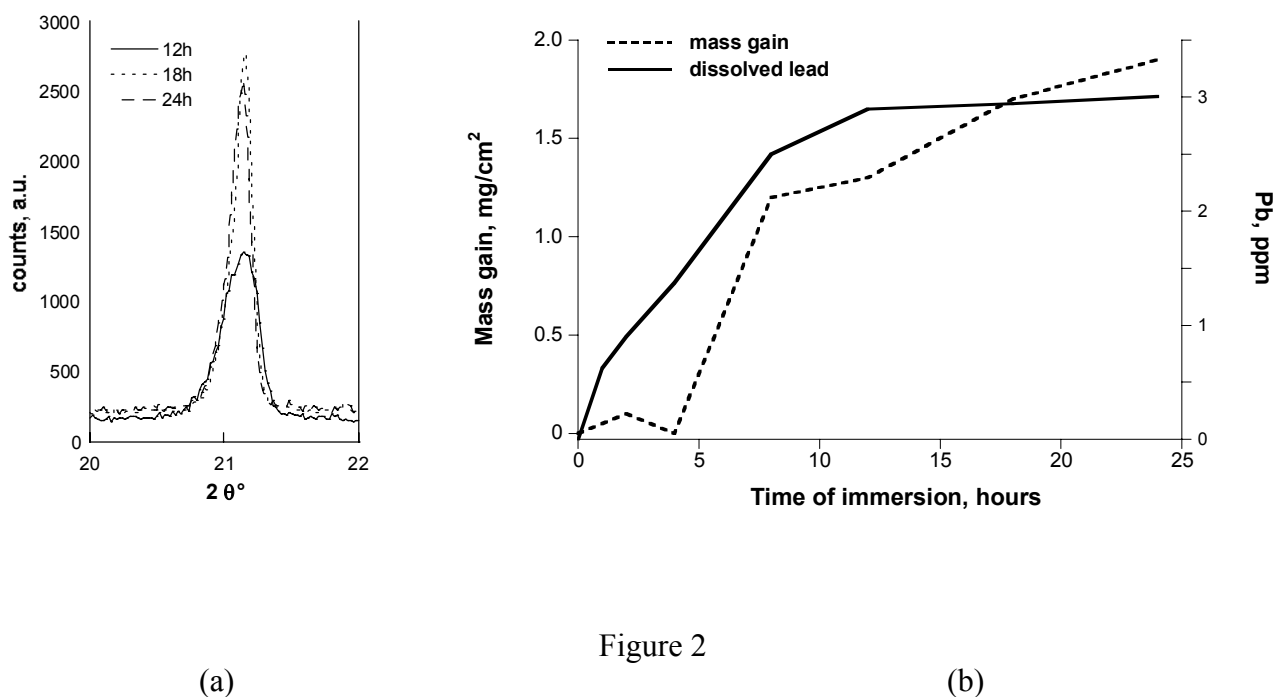 3000
2500
2000
1500
1000
500
0
counts, a.u.
12h
18h
24h
20 21 22
2 θ°
2.0
1.5
1.0
0.5
0
Mass gain, mg/cm²
mass gain
dissolved lead
3
2
1
0
Pb, ppm
0 5 10 15 20 25
Time of immersion, hours
Figure 2
(a) (b)